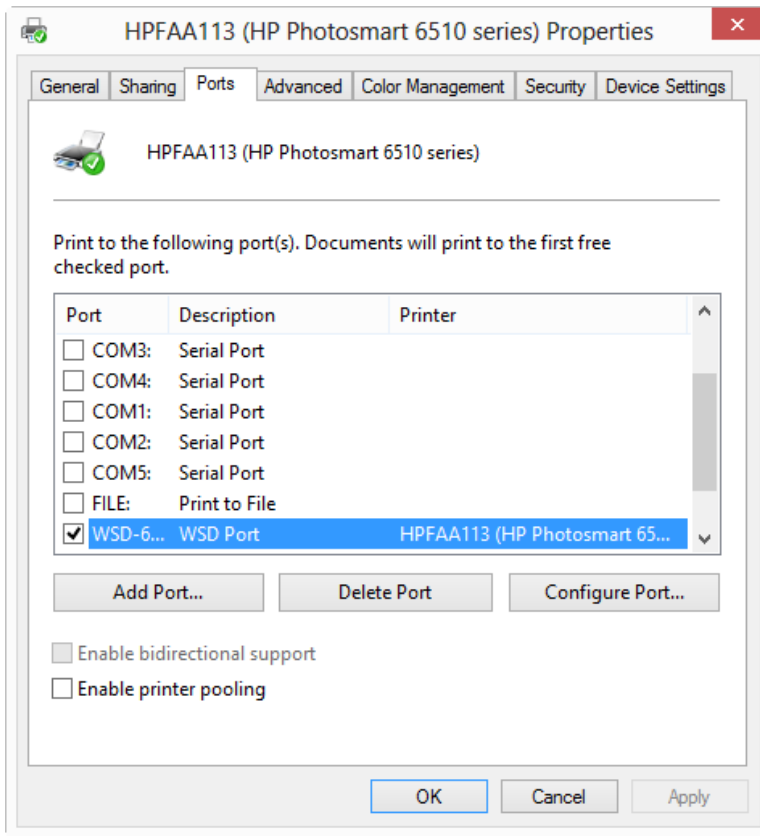 HPFAA113 (HP Photosmart 6510 series) Properties
General Sharing Ports Advanced Color Management Security Device Settings
HPFAA113 (HP Photosmart 6510 series)
Print to the following port(s). Documents will print to the first free
checked port.
Port Description Printer
COM3: Serial Port
COM4: Serial Port
COM1: Serial Port
COM2: Serial Port
COM5: Serial Port
FILE: Print to File
WSD-6... WSD Port HPFAA113 (HP Photosmart 65...
Add Port... Delete Port Configure Port...
Enable bidirectional support
Enable printer pooling
OK Cancel Apply